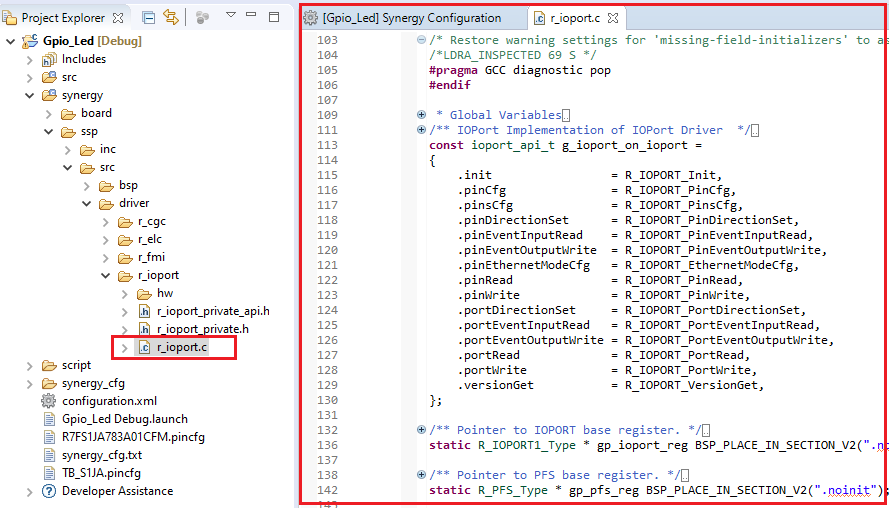 Project Explorer
Gpio_Led [Debug]
Includes
src
synergy
board
ssp
inc
src
bsp
driver
r_cgc
r_elc
r_fmi
r_ioport
hw
r_ioport_private_api.h
r_ioport_private.h
r_ioport.c
script
synergy_cfg
configuration.xml
Gpio_Led Debug.launch
R7FS1JA783A01CFM.pincfg
synergy_cfg.txt
TB_S1JA.pincfg
Developer Assistance
[Gpio_Led] Synergy Configuration
r_ioport.c
103 /* Restore warning settings for 'missing-field-initializers' to as
104 /*LDRA_INSPECTED 69 S */
105 #pragma GCC diagnostic pop
106 #endif
107
109 * Global Variables
111 /** IOPort Implementation of IOPort Driver */
113 const ioport_api_t g_ioport_on_ioport =
114 {
115 .init = R_IOPORT_Init,
116 .pinCfg = R_IOPORT_PinCfg,
117 .pinsCfg = R_IOPORT_PinsCfg,
118 .pinDirectionSet = R_IOPORT_PinDirectionSet,
119 .pinEventInputRead = R_IOPORT_PinEventInputRead,
120 .pinEventOutputWrite = R_IOPORT_PinEventOutputWrite,
121 .pinEthernetModeCfg = R_IOPORT_EthernetModeCfg,
122 .pinRead = R_IOPORT_PinRead,
123 .pinWrite = R_IOPORT_PinWrite,
124 .portDirectionSet = R_IOPORT_PortDirectionSet,
125 .portEventInputRead = R_IOPORT_PortEventInputRead,
126 .portEventOutputWrite = R_IOPORT_PortEventOutputWrite,
127 .portRead = R_IOPORT_PortRead,
128 .portWrite = R_IOPORT_PortWrite,
129 .versionGet = R_IOPORT_VersionGet,
130 };
131
132 /** Pointer to IOPORT base register. */
136 static R_IOPORT1_Type * gp_ioport_reg BSP_PLACE_IN_SECTION_V2(".no
137
138 /** Pointer to PFS base register. */
142 static R_PFS_Type * gp_pfs_reg BSP_PLACE_IN_SECTION_V2(".noinit");